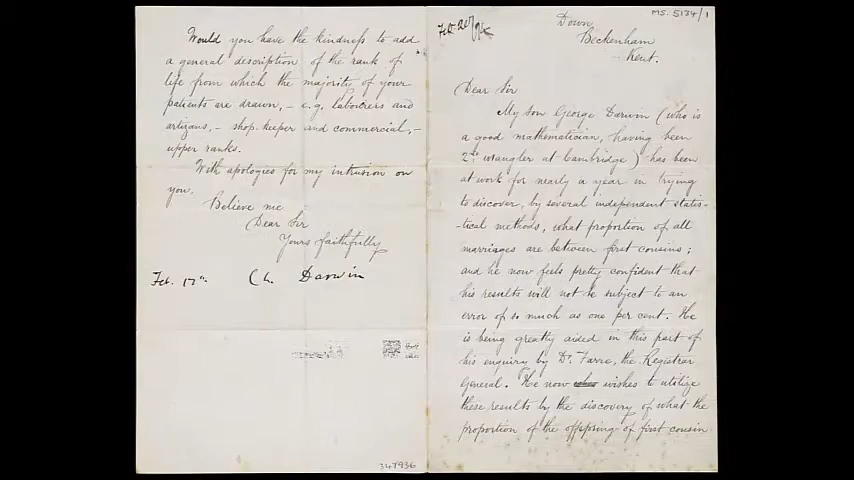 MS. 5134/1
Down,
Beckenham
Kent.
Dear Sir
My son George Darwin (who is
a good mathematician, having been
2nd wrangler at Cambridge) has been
at work for nearly a year in trying
to discover, by several independent statis-
-tical methods, what proportion of all
marriages are between first cousins;
and he now feels pretty confident that
his results will not be subject to an
error of so much as one per cent. He
is being greatly aided in this part of
his enquiry by Dr. Farre, the Registrar
General. He now wishes to utilize
these results by the discovery of what the
proportion of the offspring of first cousin
Would you have the kindness to add
a general description of the rank of
life from which the majority of your
patients are drawn, - e.g. labourers and
artizans, - shop-keeper and commercial, -
upper ranks.
With apologies for my intrusion on
you.
Believe me
Dear Sir
Yours faithfully
Feb. 17th Ch. Darwin
347936